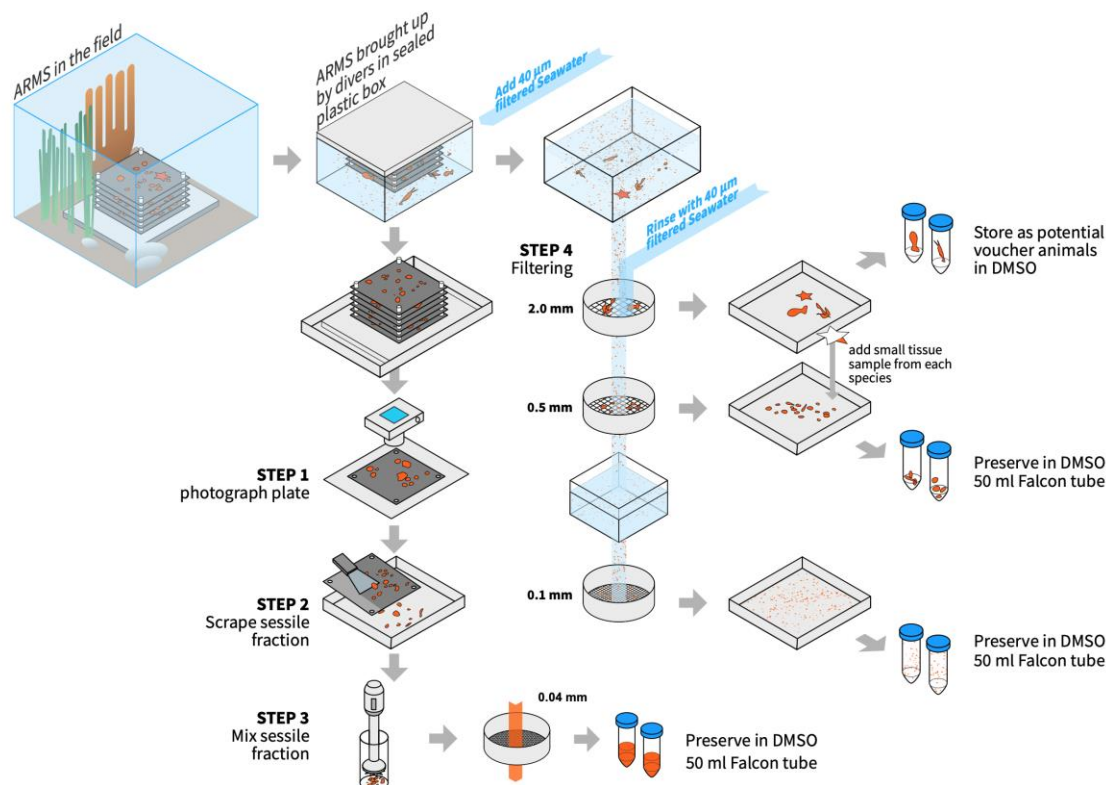 ARMS in the field
ARMS brought up
by divers in sealed
plastic box
Add 40 µm
filtered Seawater
Rinse with 40 µm
filtered Seawater
STEP 4
Filtering
2.0 mm
Store as potential
voucher animals
in DMSO
add small tissue
sample from each
species
0.5 mm
STEP 1
photograph plate
Preserve in DMSO
50 ml Falcon tube
STEP 2
Scrape sessile
fraction
0.1 mm
Preserve in DMSO
50 ml Falcon tube
STEP 3
Mix sessile
fraction
0.04 mm
Preserve in DMSO
50 ml Falcon tube